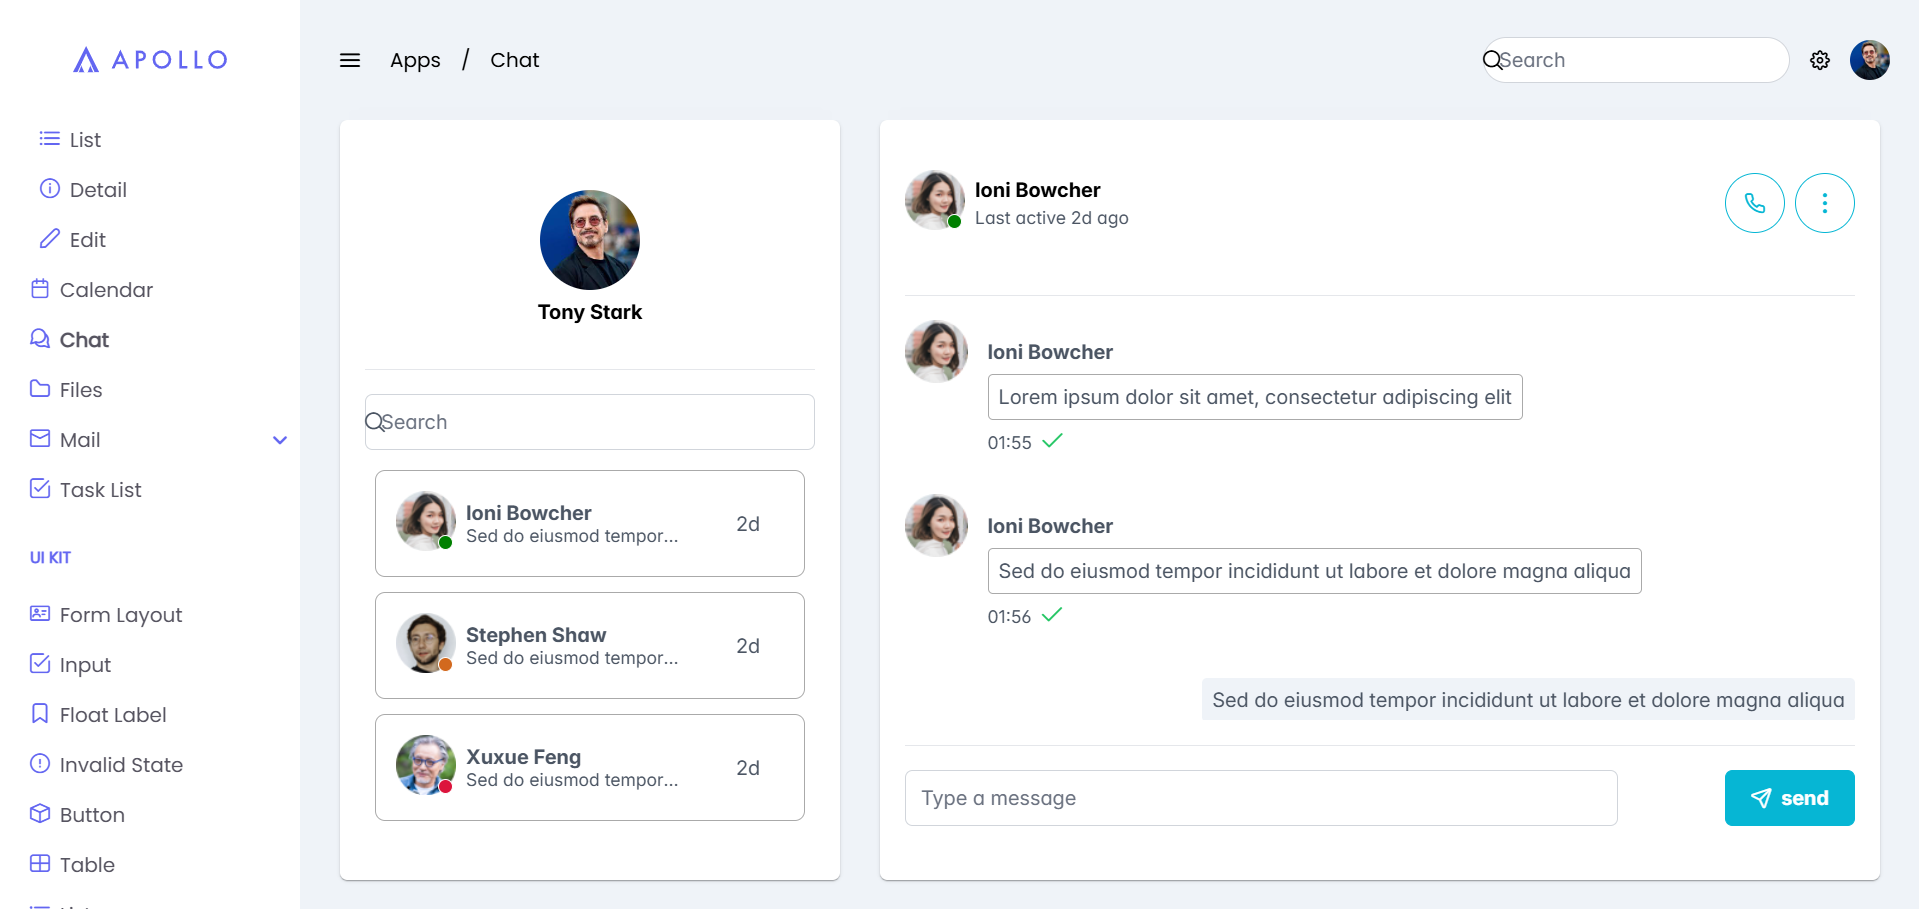 APOLLO
List
Detail
Edit
Calendar
Chat
Files
Mail
Task List
UI KIT
Form Layout
Input
Float Label
Invalid State
Button
Table
Apps / Chat
Search
Tony Stark
Search
Ioni Bowcher
Sed do eiusmod tempor...
2d
Stephen Shaw
Sed do eiusmod tempor...
2d
Xuxue Feng
Sed do eiusmod tempor...
2d
Ioni Bowcher
Last active 2d ago
Ioni Bowcher
Lorem ipsum dolor sit amet, consectetur adipiscing elit
01:55
Ioni Bowcher
Sed do eiusmod tempor incididunt ut labore et dolore magna aliqua
01:56
Sed do eiusmod tempor incididunt ut labore et dolore magna aliqua
Type a message
send